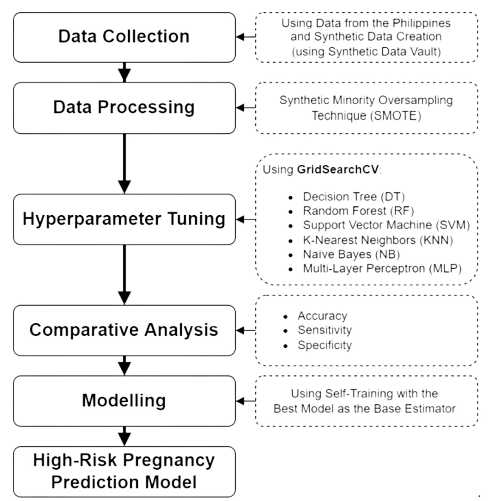 Data Collection
Using Data from the Philippines
and Synthetic Data Creation
(using Synthetic Data Vault)
Data Processing
Synthetic Minority Oversampling
Technique (SMOTE)
Hyperparameter Tuning
Using GridSearchCV:
• Decision Tree (DT)
• Random Forest (RF)
• Support Vector Machine (SVM)
• K-Nearest Neighbors (KNN)
• Naïve Bayes (NB)
• Multi-Layer Perceptron (MLP)
Comparative Analysis
• Accuracy
• Sensitivity
• Specificity
Modelling
Using Self-Training with the
Best Model as the Base Estimator
High-Risk Pregnancy
Prediction Model